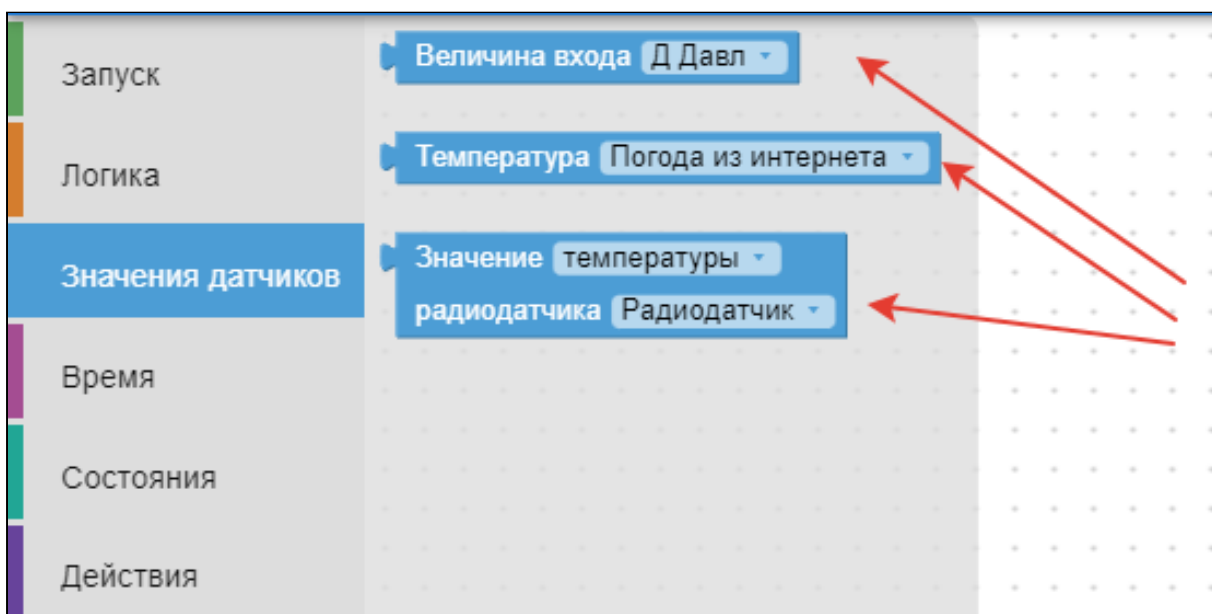 Запуск
Логика
Значения датчиков
Время
Состояния
Действия
Величина входа Д Давл
Температура Погода из интернета
Значение температуры
радиодатчика Радиодатчик